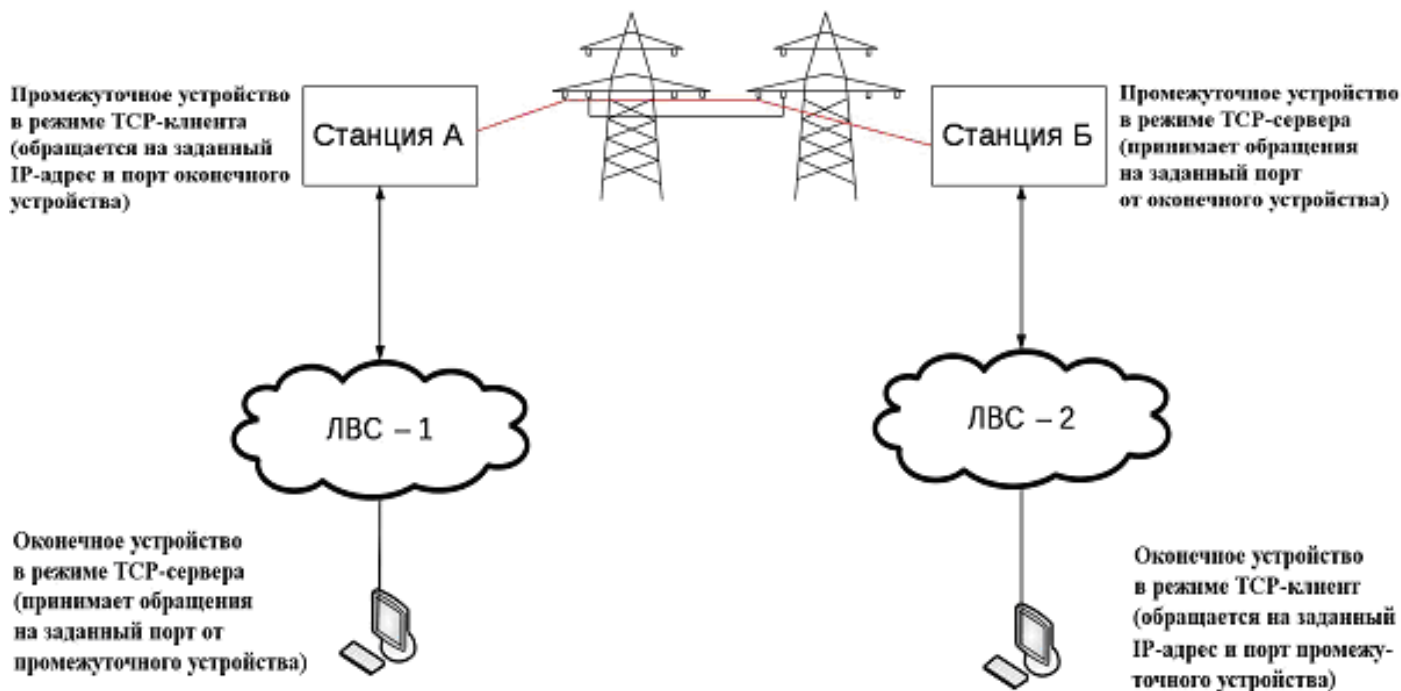 Промежуточное устройство
в режиме TCP-клиента
(обращается на заданный
IP-адрес и порт оконечного
устройства)
Станция А
Станция Б
Промежуточное устройство
в режиме TCP-сервера
(принимает обращения
на заданный порт
от оконечного устройства)
ЛВС – 1
ЛВС – 2
Оконечное устройство
в режиме TCP-сервера
(принимает обращения
на заданный порт от
промежуточного устройства)
Оконечное устройство
в режиме TCP-клиент
(обращается на заданный
IP-адрес и порт промежу-
точного устройства)